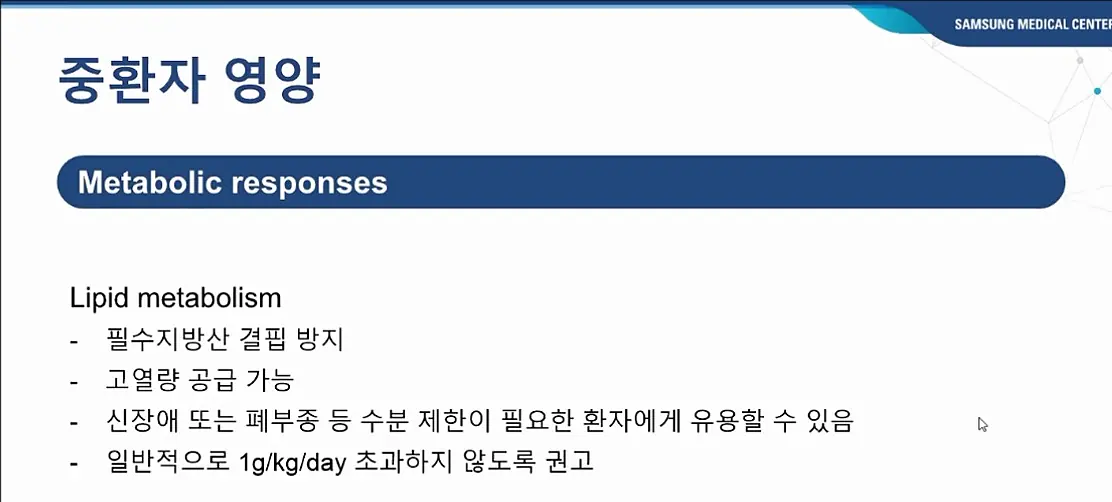 SAMSUNG MEDICAL CENTER
중환자 영양
Metabolic responses
Lipid metabolism
- 필수지방산 결핍 방지
- 고열량 공급 가능
- 신장애 또는 폐부종 등 수분 제한이 필요한 환자에게 유용할 수 있음
- 일반적으로 1g/kg/day 초과하지 않도록 권고